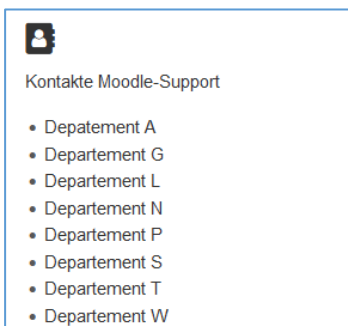 Kontakte Moodle-Support
• Depatement A
• Departement G
• Departement L
• Departement N
• Departement P
• Departement S
• Departement T
• Departement W